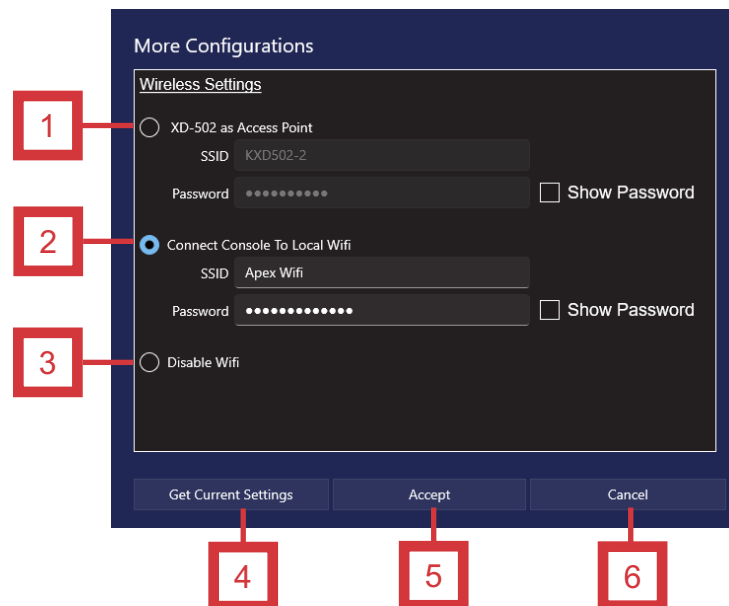 More Configurations
Wireless Settings
1
XD-502 as Access Point
SSID KXD502-2
Password ●●●●●●●●●● Show Password
2
Connect Console To Local Wifi
SSID Apex Wifi
Password ●●●●●●●●●●●●● Show Password
3
Disable Wifi
Get Current Settings Accept Cancel
4 5 6